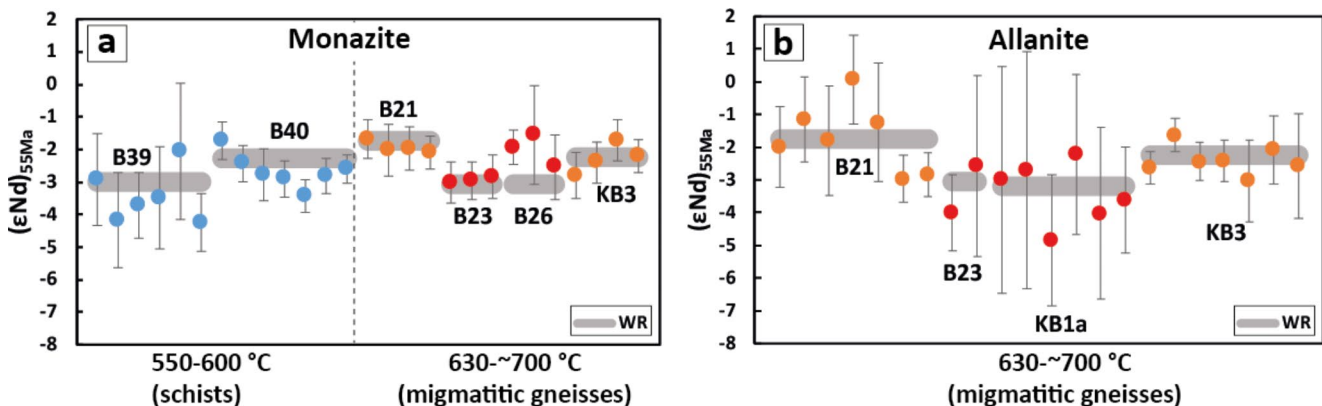 a
Monazite
(εNd)55Ma
2
1
0
-1
-2
-3
-4
-5
-6
-7
-8
B39
B40
B21
B23
B26
KB3
WR
550-600 °C
(schists)
630-~700 °C
(migmatitic gneisses)
b
Allanite
(εNd)55Ma
2
1
0
-1
-2
-3
-4
-5
-6
-7
-8
B21
B23
KB1a
KB3
WR
630-~700 °C
(migmatitic gneisses)